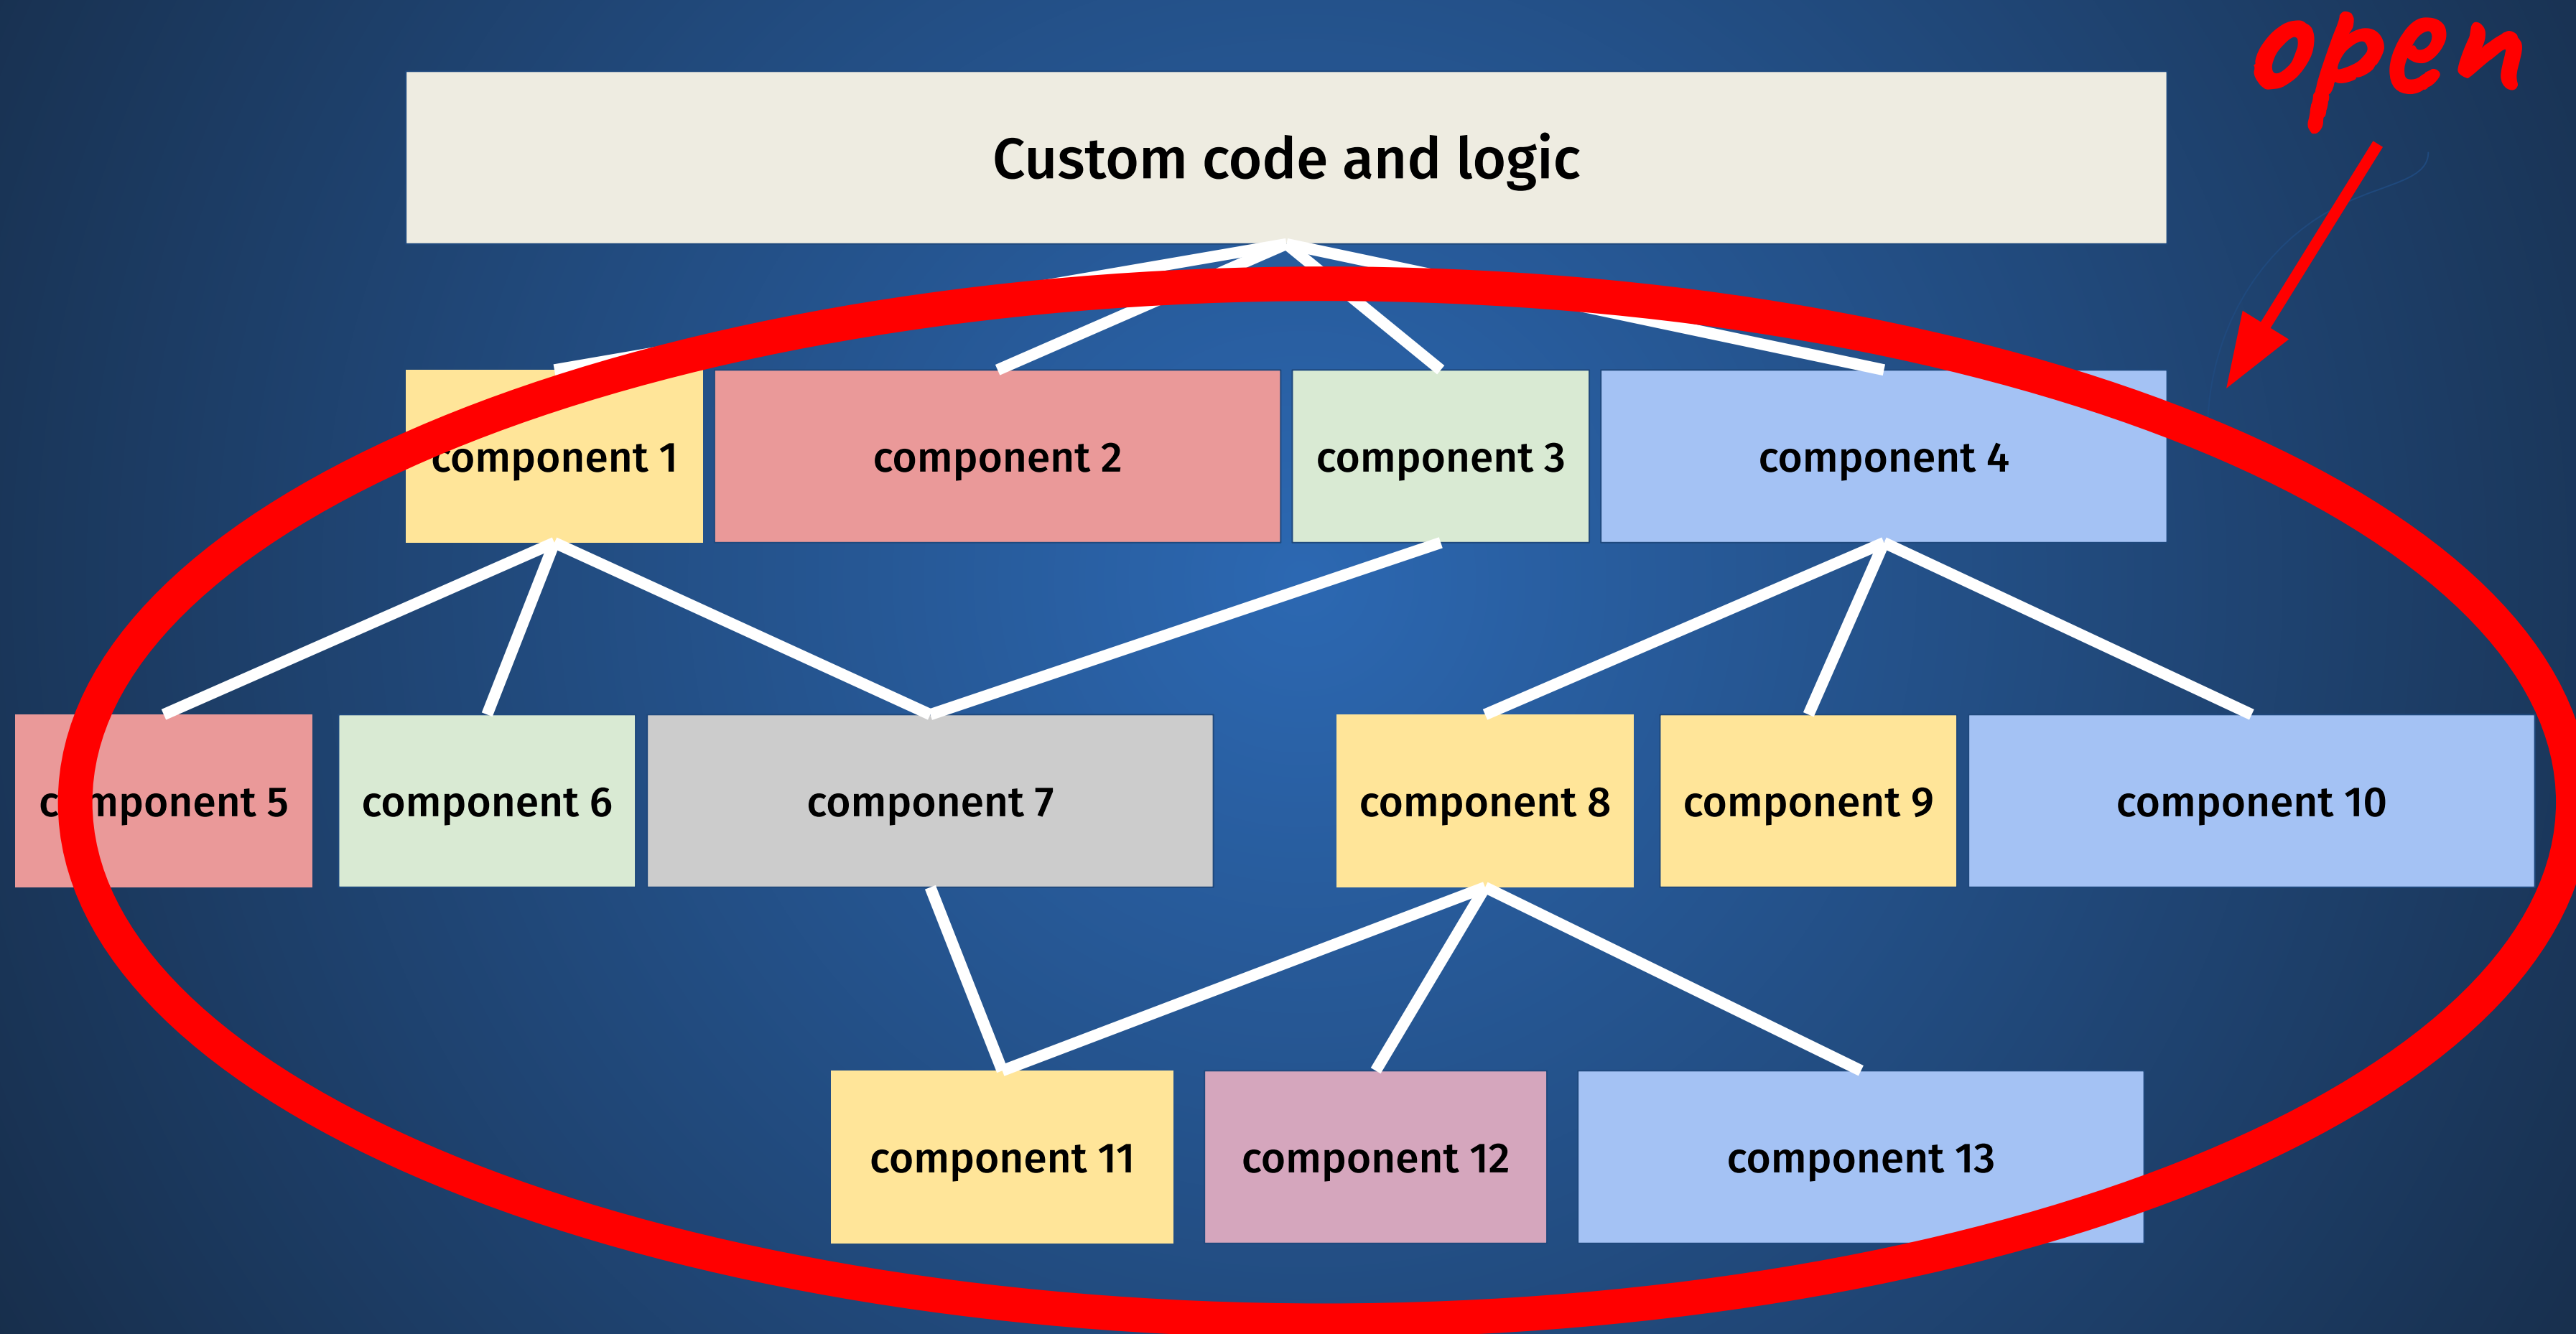 open
Custom code and logic
component 1
component 2
component 3
component 4
component 5
component 6
component 7
component 8
component 9
component 10
component 11
component 12
component 13